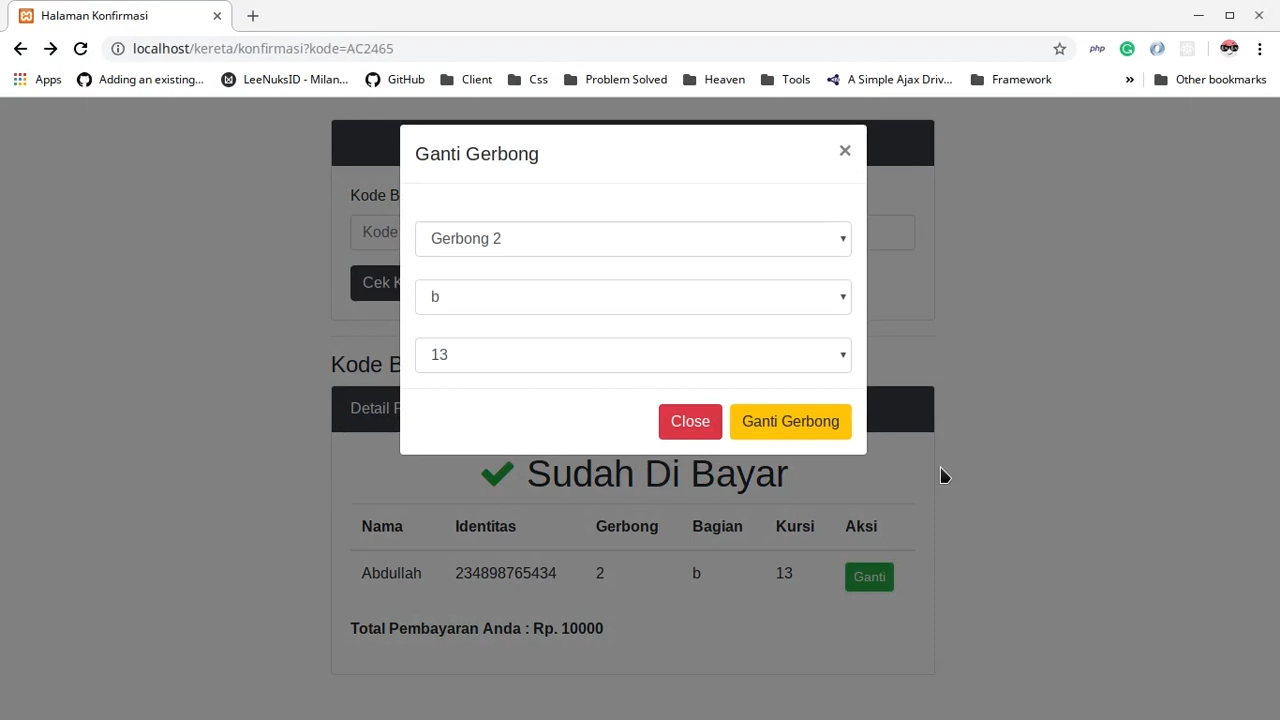 Halaman Konfirmasi
localhost/kereta/konfirmasi?kode=AC2465
php
Apps
Adding an existing...
LeeNuksID - Milan...
GitHub
Client
Css
Problem Solved
Heaven
Tools
A Simple Ajax Driv...
Framework
»
Other bookmarks
Ganti Gerbong
×
Kode B
Gerbong 2
Kode
Cek K
b
13
Kode B
Detail P
Close
Ganti Gerbong
Sudah Di Bayar
Nama Identitas Gerbong Bagian Kursi Aksi
Abdullah 234898765434 2 b 13 Ganti
Total Pembayaran Anda : Rp. 10000